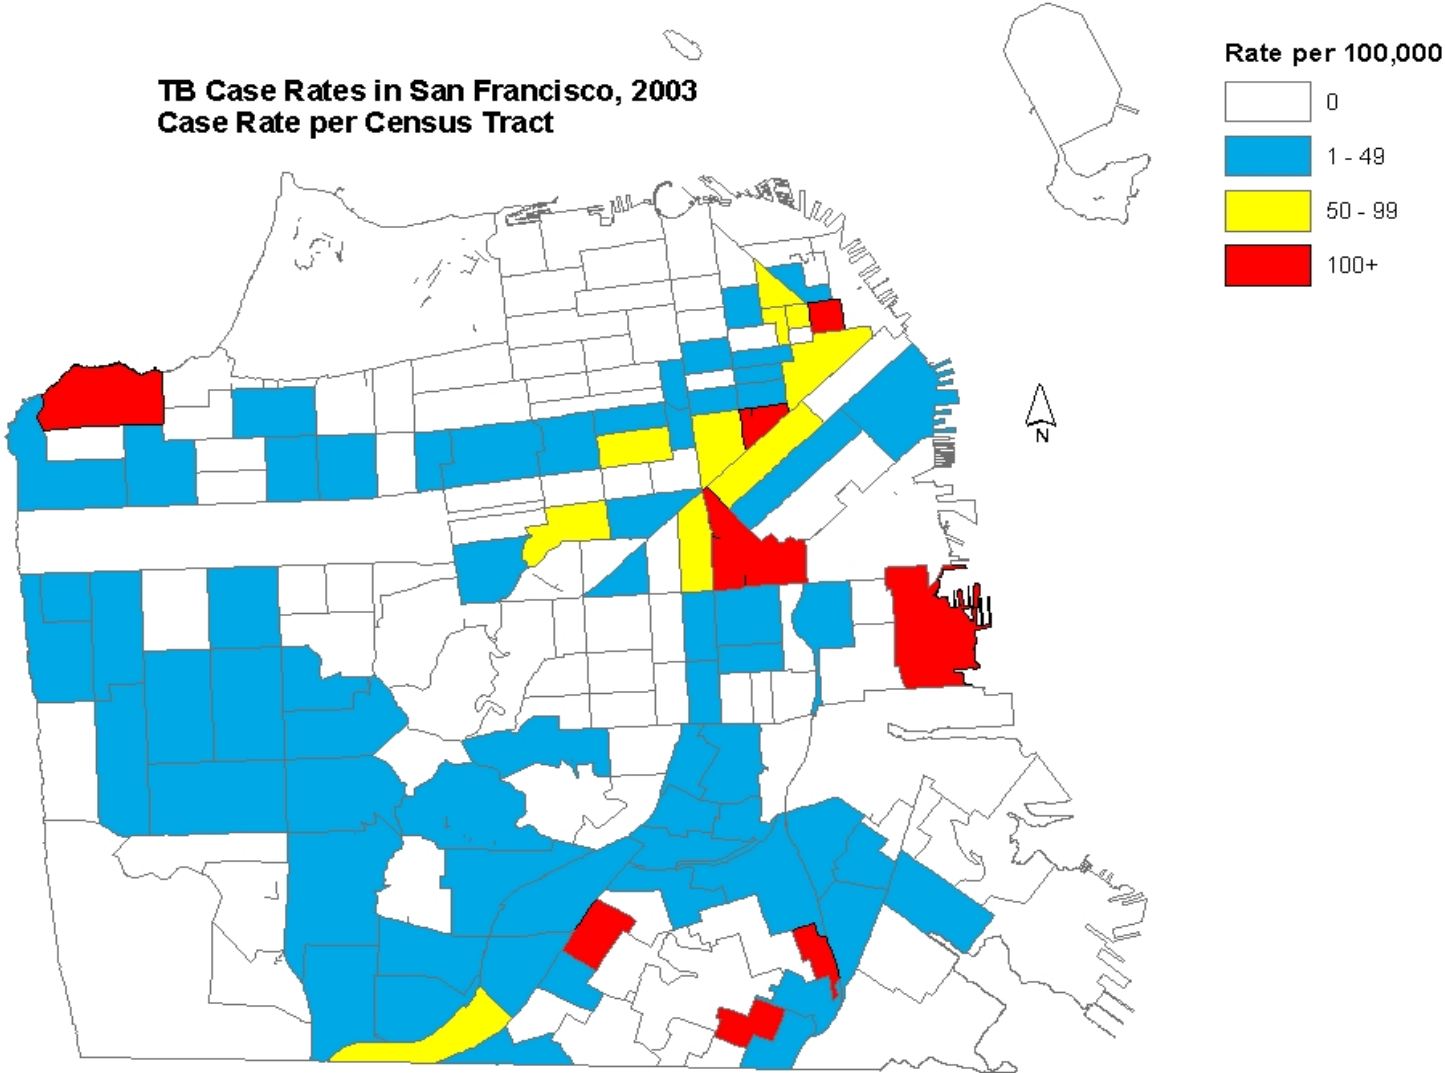 TB Case Rates in San Francisco, 2003
Case Rate per Census Tract
Rate per 100,000
0
1 - 49
50 - 99
100+
N